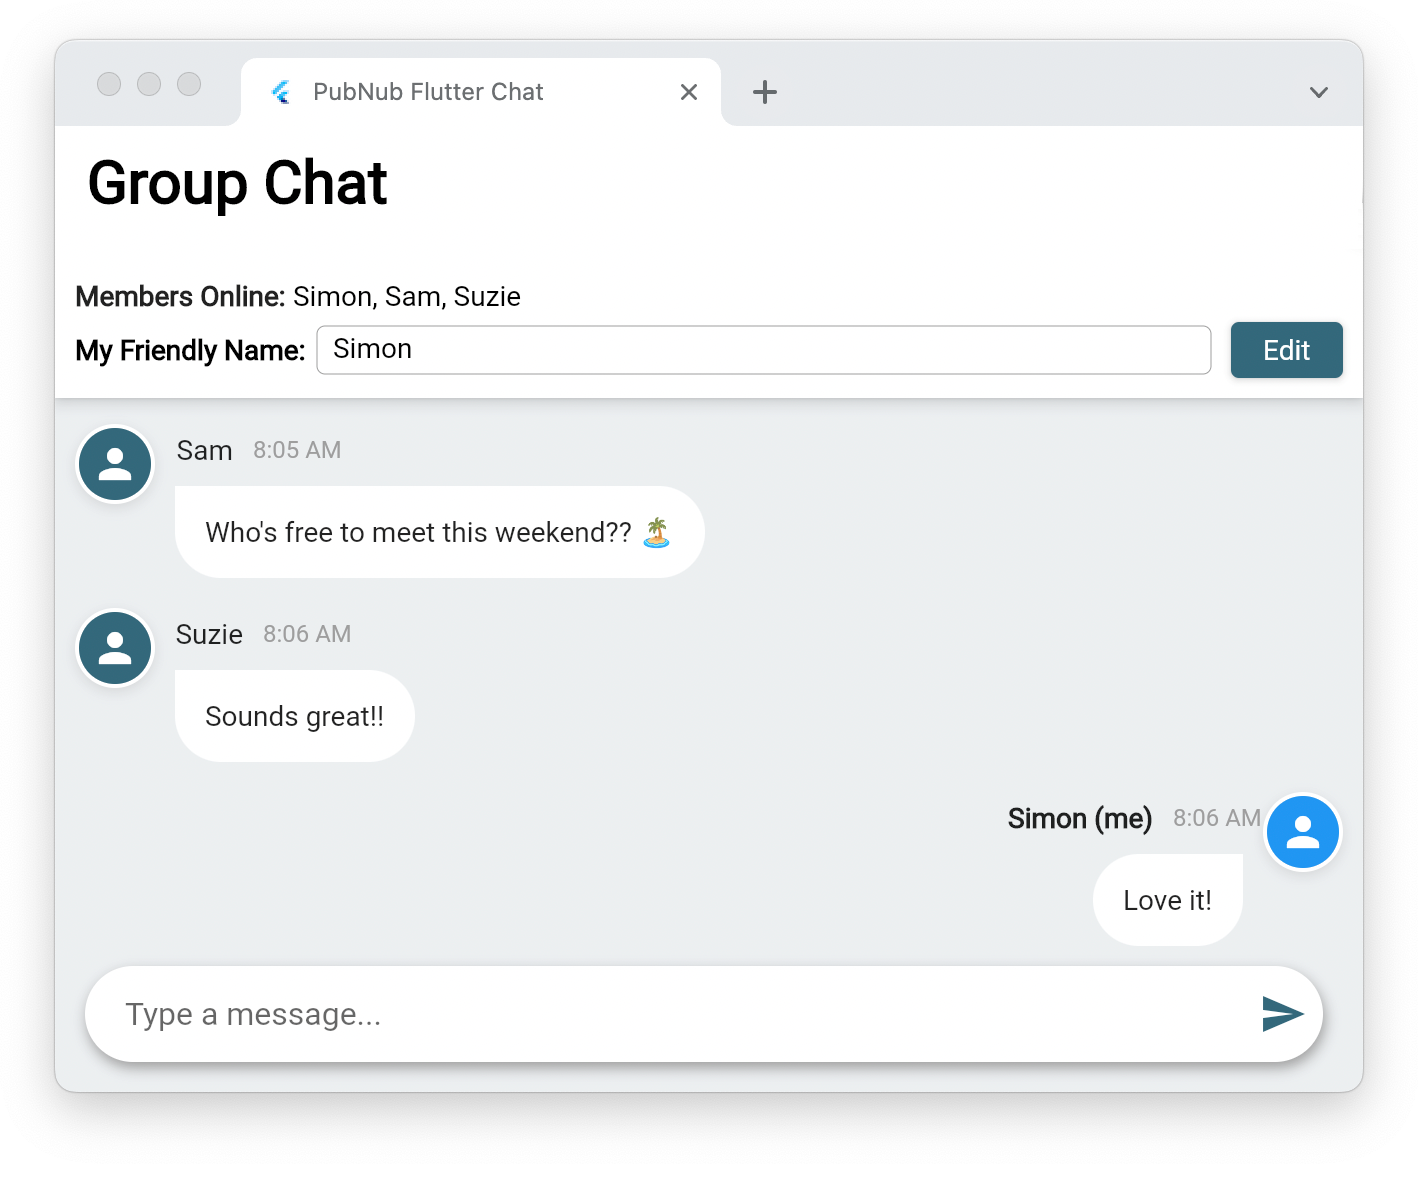 PubNub Flutter Chat
Group Chat
Members Online: Simon, Sam, Suzie
My Friendly Name: Simon Edit
Sam 8:05 AM
Who's free to meet this weekend?? 🏝️
Suzie 8:06 AM
Sounds great!!
Simon (me) 8:06 AM
Love it!
Type a message...